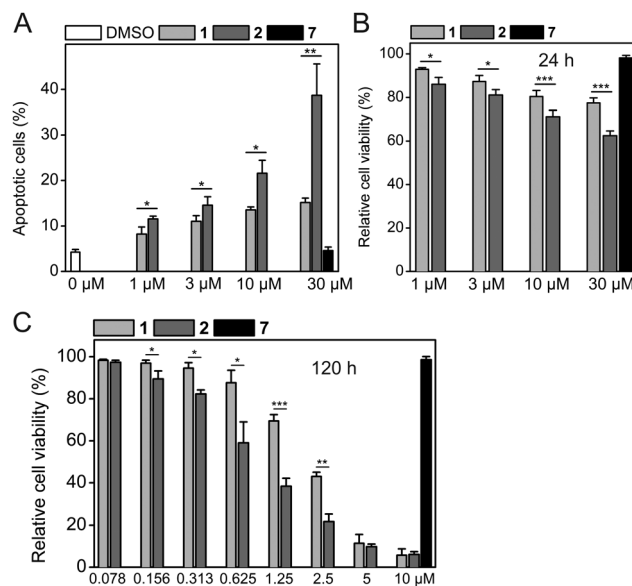 A
DMSO 1 2 7
Apoptotic cells (%)
40
30
20
10
0
* * * **
0 µM 1 µM 3 µM 10 µM 30 µM
B
1 2 7
24 h
Relative cell viability (%)
100
80
60
40
20
0
* * *** ***
1 µM 3 µM 10 µM 30 µM
C
1 2 7
120 h
Relative cell viability (%)
100
80
60
40
20
0
* * * *** **
0.078 0.156 0.313 0.625 1.25 2.5 5 10 µM